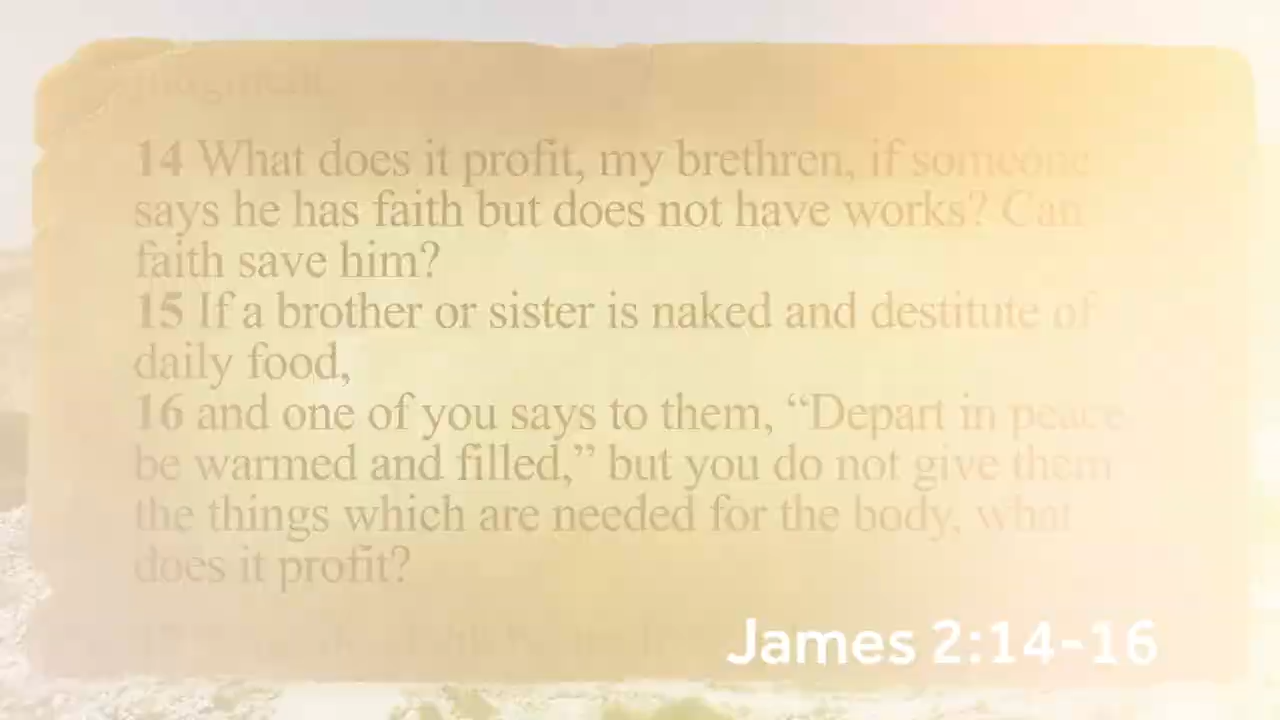 judgment.
14 What does it profit, my brethren, if someone
says he has faith but does not have works? Can
faith save him?
15 If a brother or sister is naked and destitute of
daily food,
16 and one of you says to them, “Depart in peace,
be warmed and filled,” but you do not give them
the things which are needed for the body, what
does it profit?
James 2:14-16